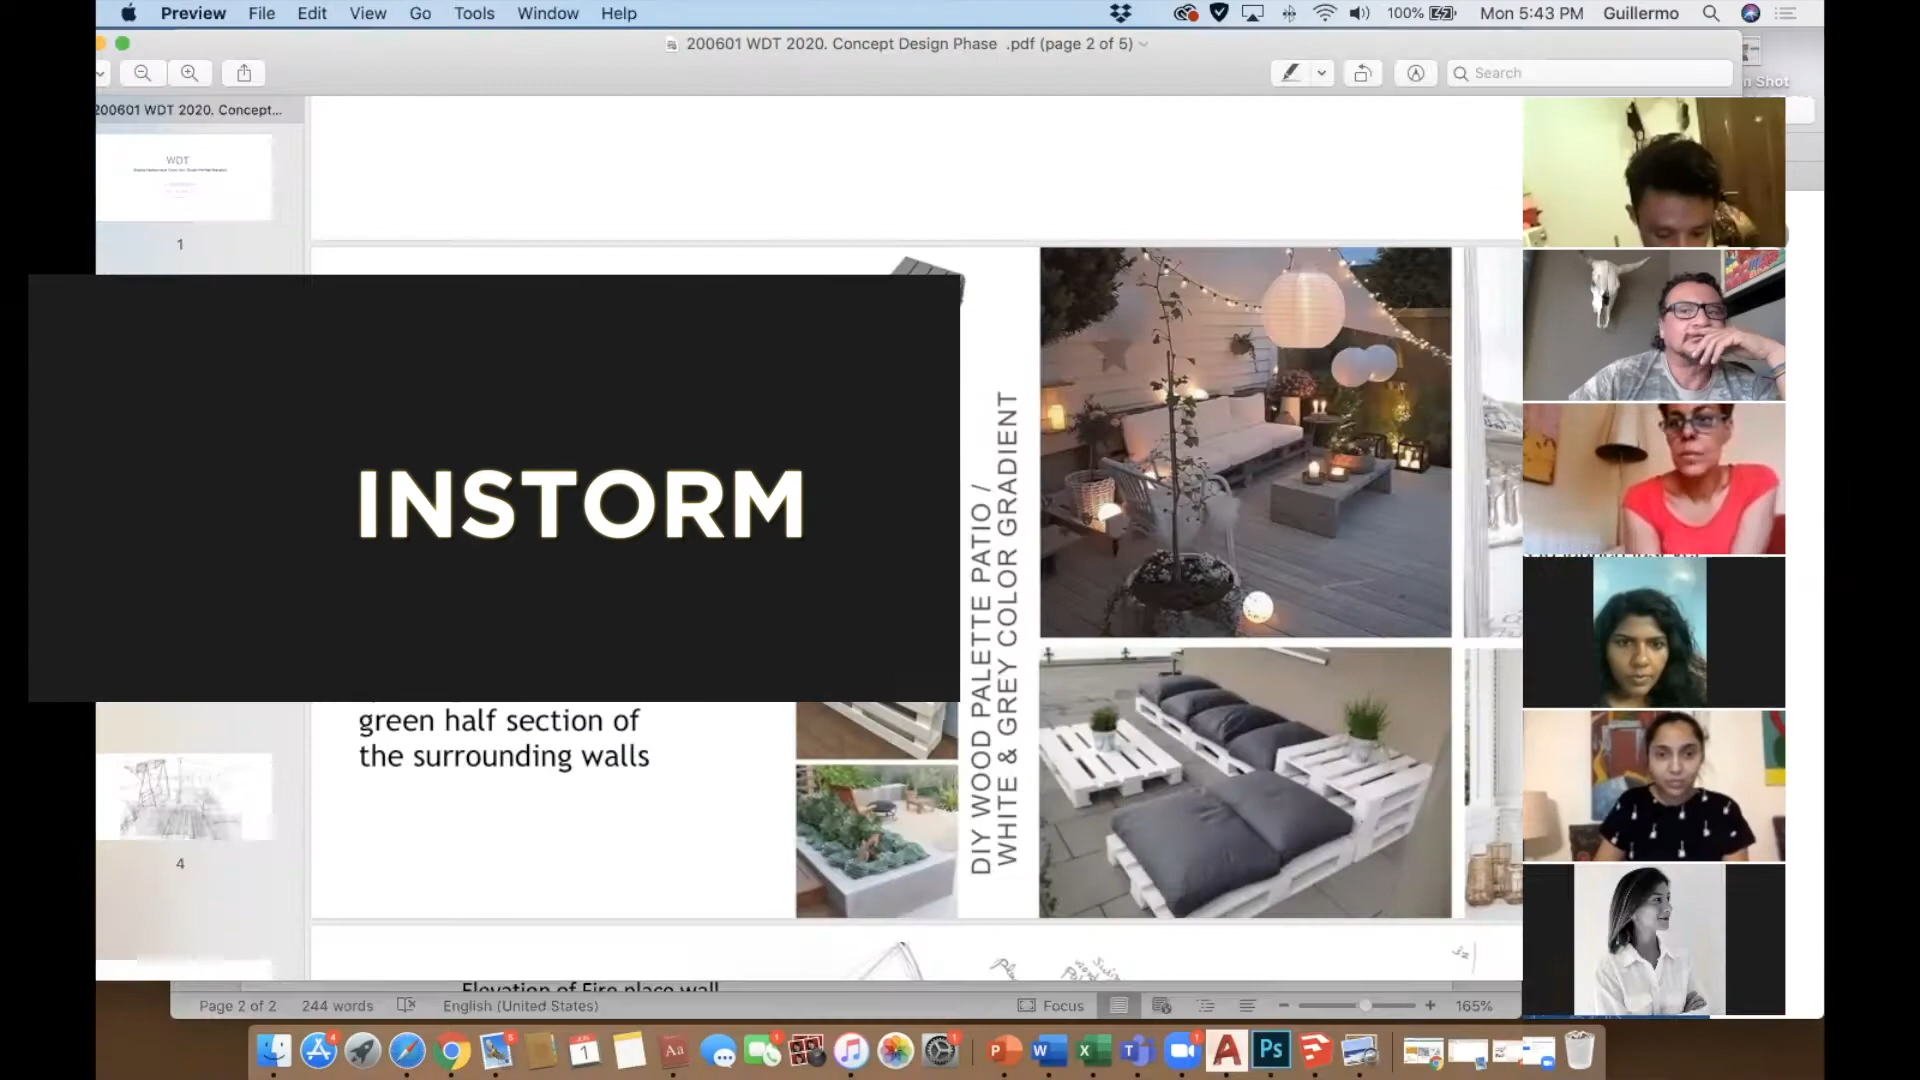 Preview File Edit View Go Tools Window Help 100% Mon 5:43 PM Guillermo
200601 WDT 2020. Concept Design Phase .pdf (page 2 of 5)
Search
n Shot
200601 WDT 2020. Concept...
WDT
1
INSTORM
DIY WOOD PALETTE PATIO /
WHITE & GREY COLOR GRADIENT
green half section of
the surrounding walls
4
Elevation of Fire place wall
Page 2 of 2 244 words English (United States) Focus 165%